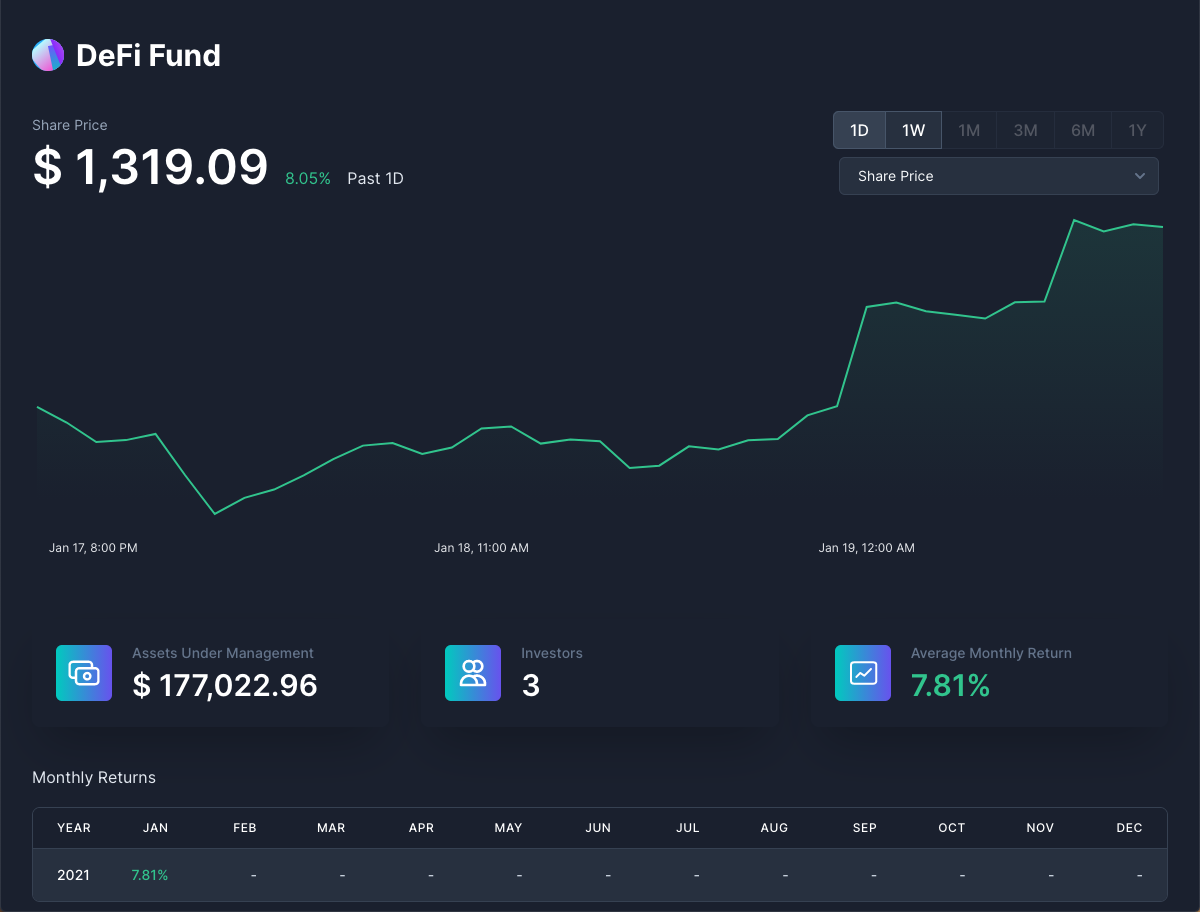 DeFi Fund
Share Price
$ 1,319.09 8.05% Past 1D
1D 1W 1M 3M 6M 1Y
Share Price
Jan 17, 8:00 PM Jan 18, 11:00 AM Jan 19, 12:00 AM
Assets Under Management
$ 177,022.96
Investors
3
Average Monthly Return
7.81%
Monthly Returns
YEAR JAN FEB MAR APR MAY JUN JUL AUG SEP OCT NOV DEC
2021 7.81% - - - - - - - - - - -